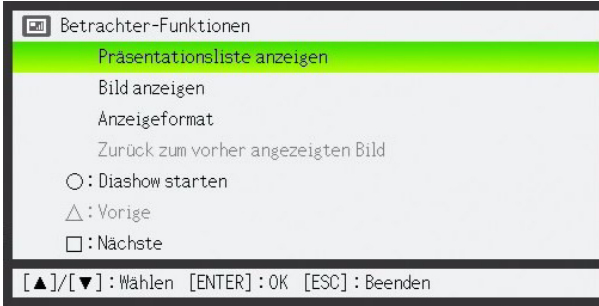 Betrachter-Funktionen
Präsentationsliste anzeigen
Bild anzeigen
Anzeigeformat
Zurück zum vorher angezeigten Bild
○:Diashow starten
△:Vorige
□:Nächste
[▲]/[▼]:Wählen [ENTER]:OK [ESC]:Beenden